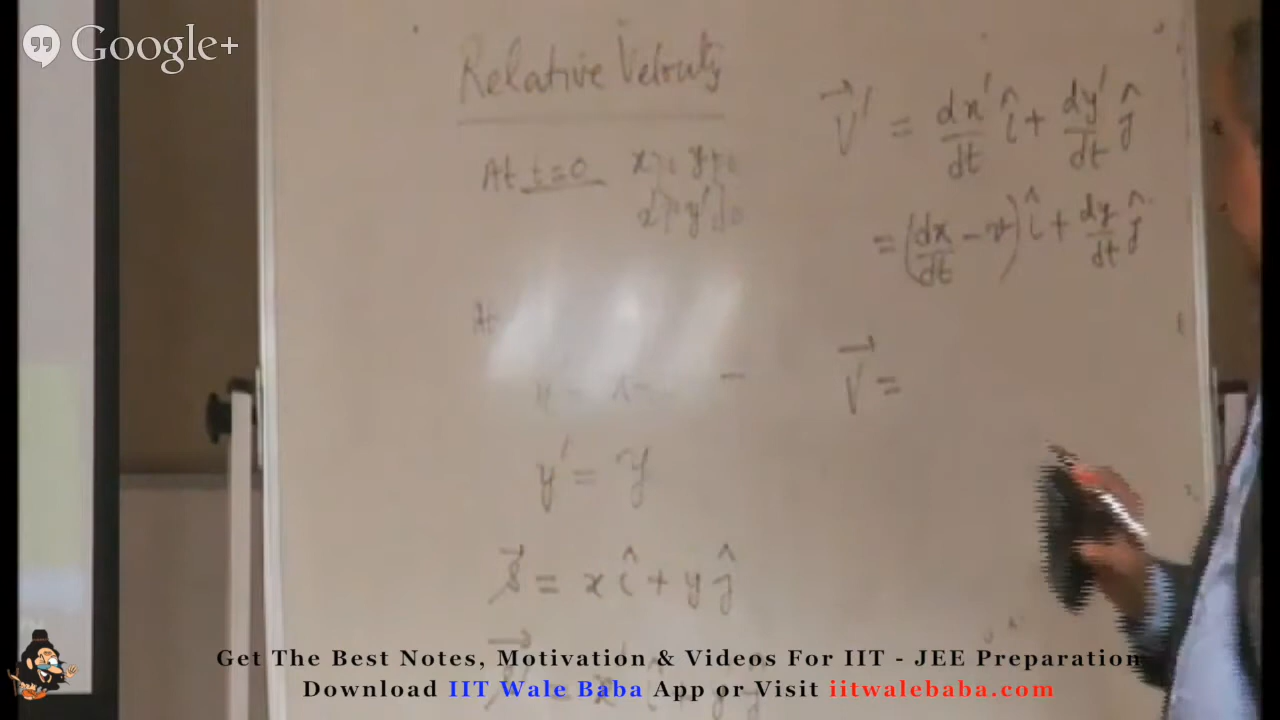 Google+
Relative Velocity
At t=0
At
y' = y
s⃗ = x î + y ĵ
V⃗' = dx'/dt î + dy'/dt ĵ
= (dx/dt - v) î + dy/dt ĵ
V⃗ =
Get The Best Notes, Motivation & Videos For IIT - JEE Preparation
Download IIT Wale Baba App or Visit iitwalebaba.com